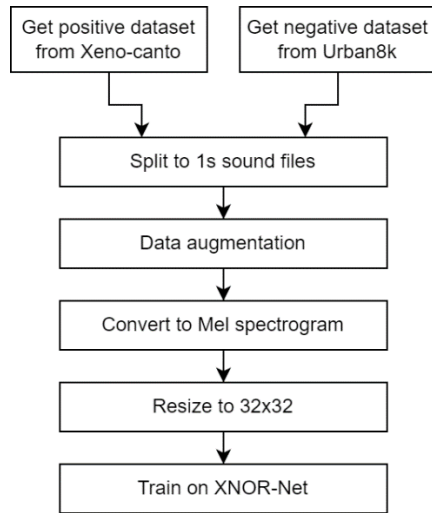 Get positive dataset
from Xeno-canto
Get negative dataset
from Urban8k
Split to 1s sound files
Data augmentation
Convert to Mel spectrogram
Resize to 32x32
Train on XNOR-Net